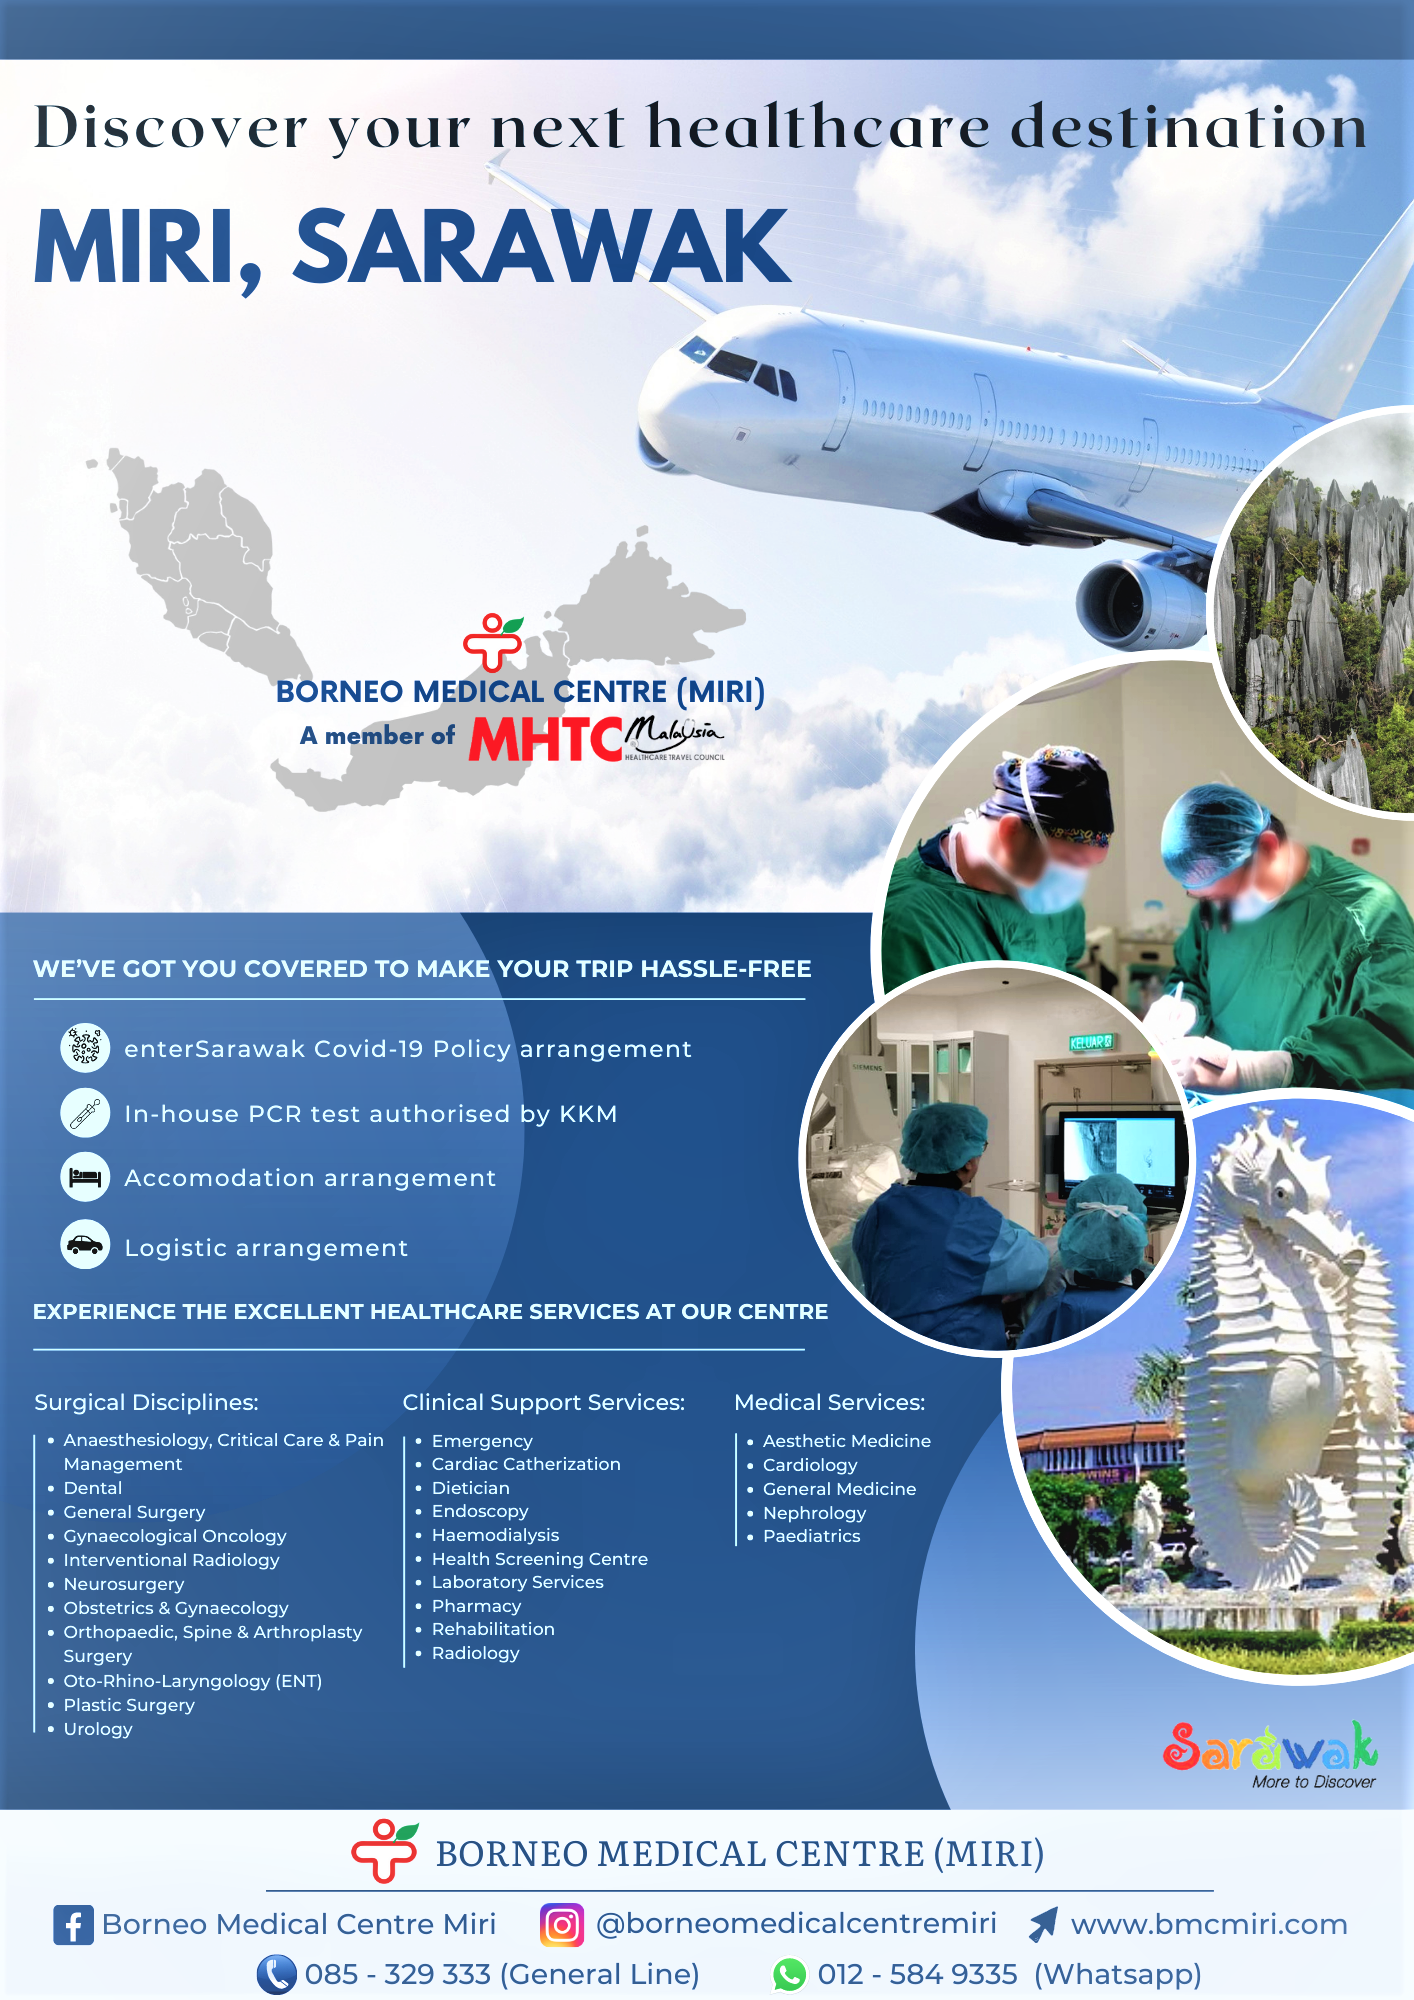 Discover your next healthcare destination
MIRI, SARAWAK
BORNEO MEDICAL CENTRE (MIRI)
A member of MHTC Malaysia
HEALTHCARE TRAVEL COUNCIL
WE'VE GOT YOU COVERED TO MAKE YOUR TRIP HASSLE-FREE
enterSarawak Covid-19 Policy arrangement
In-house PCR test authorised by KKM
Accomodation arrangement
Logistic arrangement
KELUAR
SIEMENS
EXPERIENCE THE EXCELLENT HEALTHCARE SERVICES AT OUR CENTRE
Surgical Disciplines:
• Anaesthesiology, Critical Care & Pain
Management
• Dental
• General Surgery
• Gynaecological Oncology
• Interventional Radiology
• Neurosurgery
• Obstetrics & Gynaecology
• Orthopaedic, Spine & Arthroplasty
Surgery
• Oto-Rhino-Laryngology (ENT)
• Plastic Surgery
• Urology
Clinical Support Services:
• Emergency
• Cardiac Catherization
• Dietician
• Endoscopy
• Haemodialysis
• Health Screening Centre
• Laboratory Services
• Pharmacy
• Rehabilitation
• Radiology
Medical Services:
• Aesthetic Medicine
• Cardiology
• General Medicine
• Nephrology
• Paediatrics
Sarawak
More to Discover
BORNEO MEDICAL CENTRE (MIRI)
Borneo Medical Centre Miri @borneomedicalcentremiri www.bmcmiri.com
085 - 329 333 (General Line) 012 - 584 9335 (Whatsapp)